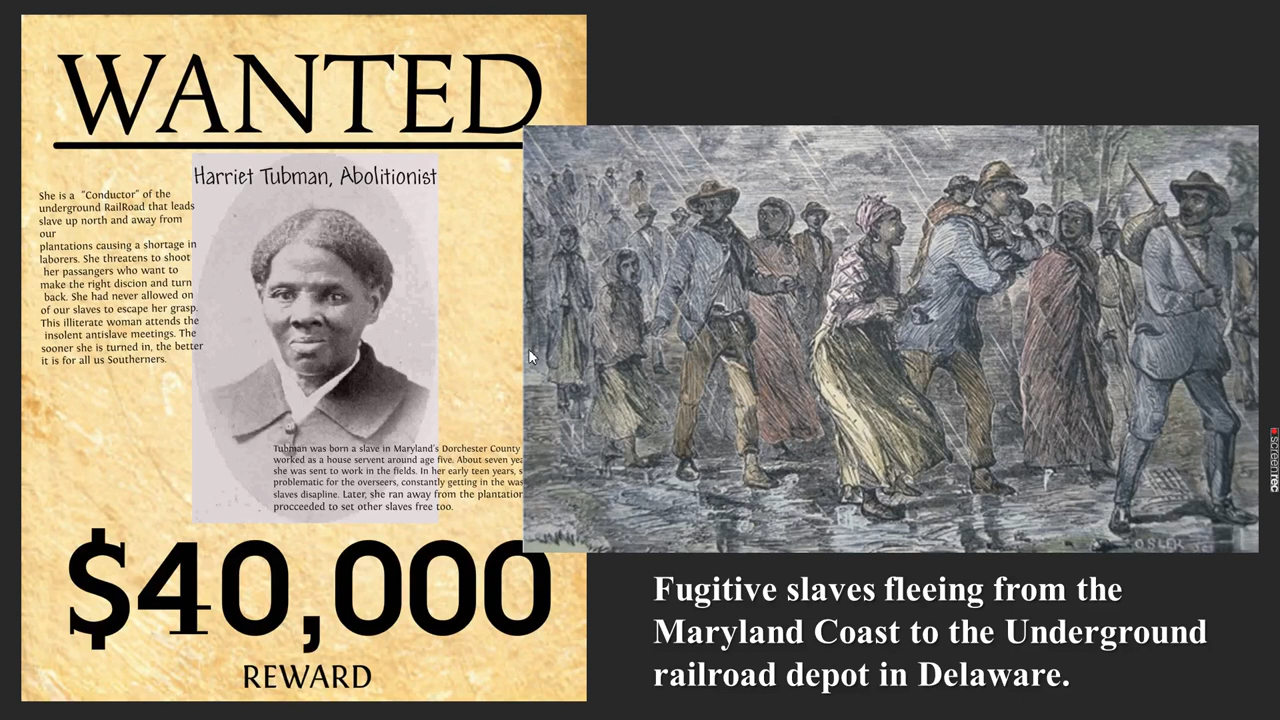 WANTED
Harriet Tubman, Abolitionist
She is a "Conductor" of the
underground RailRoad that leads
slave up north and away from
our
plantations causing a shortage in
laborers. She threatens to shoot
her passengers who want to
make the right discion and turn
back. She had never allowed on
of our slaves to escape her grasp.
This illiterate woman attends the
insolent antislave meetings. The
sooner she is turned in, the better
it is for all us Southerners.
Tubman was born a slave in Maryland's Dorchester County
worked as a house servent around age five. About seven
she was sent to work in the fields. In her early teen years,
problematic for the overseers, constantly getting in the
slaves disapline. Later, she ran away from the plantation
procceeded to set other slaves free too.
$40,000
REWARD
OSLER
Fugitive slaves fleeing from the
Maryland Coast to the Underground
railroad depot in Delaware.
screenrec